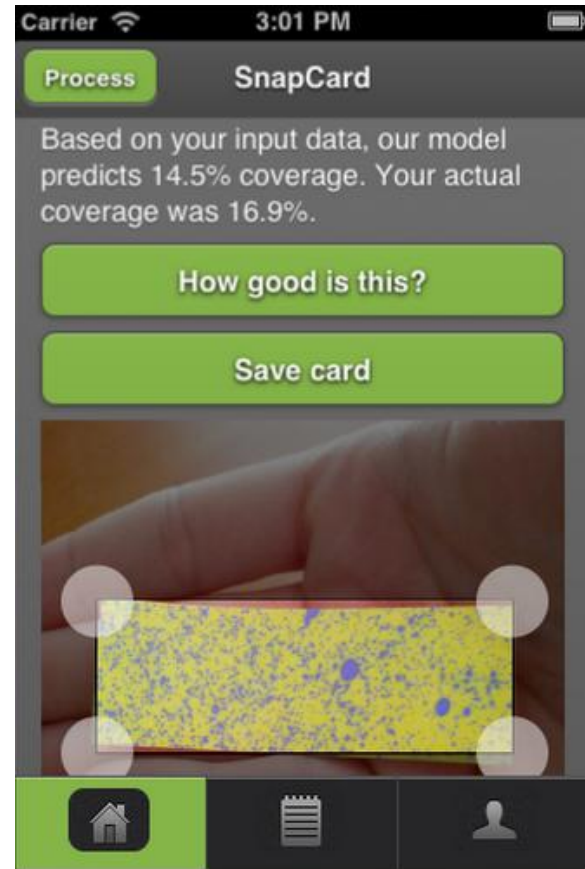 Carrier 3:01 PM
Process SnapCard
Based on your input data, our model
predicts 14.5% coverage. Your actual
coverage was 16.9%.
How good is this?
Save card